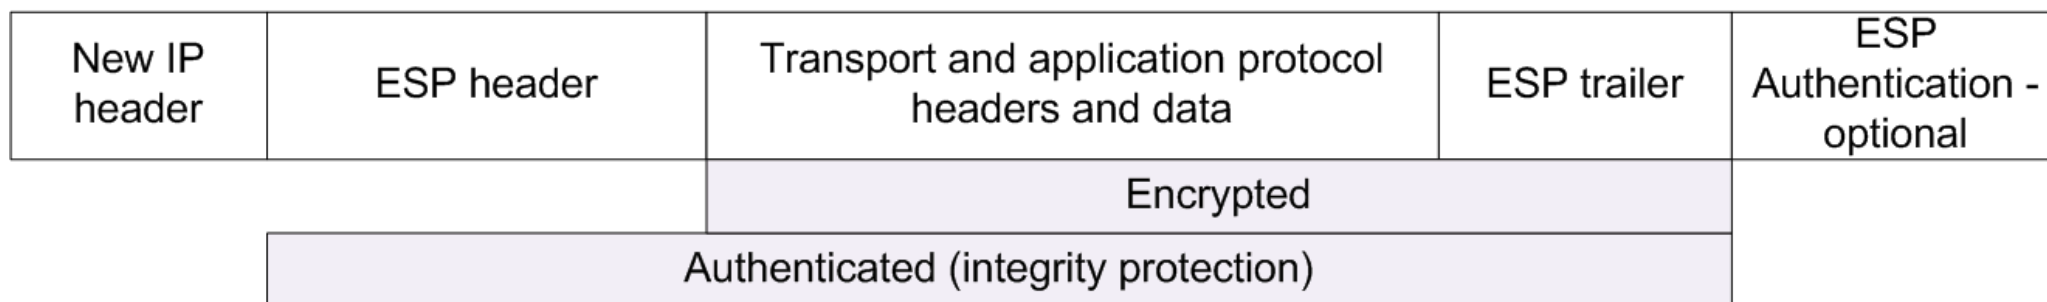 New IP
header
ESP header
Transport and application protocol
headers and data
ESP trailer
ESP
Authentication -
optional
Encrypted
Authenticated (integrity protection)